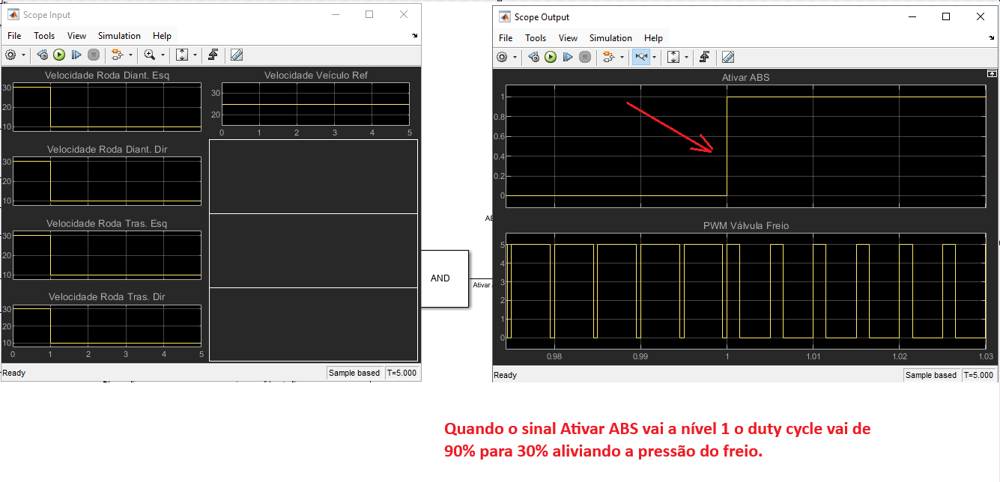 Scope Input
File Tools View Simulation Help
Velocidade Roda Diant. Esq
30
20
10
Velocidade Veículo Ref
30
20
0 1 2 3 4 5
Velocidade Roda Diant. Dir
30
20
10
Velocidade Roda Tras. Esq
30
20
10
Velocidade Roda Tras. Dir
30
20
10
0 1 2 3 4 5
Ready
Sample based T=5.000
AND
Ativar
Scope Output
File Tools View Simulation Help
Ativar ABS
1
0.8
0.6
0.4
0.2
0
PWM Válvula Freio
5
4
3
2
1
0
0.98 0.99 1 1.01 1.02 1.03
Ready
Sample based T=5.000
Quando o sinal Ativar ABS vai a nível 1 o duty cycle vai de
90% para 30% aliviando a pressão do freio.